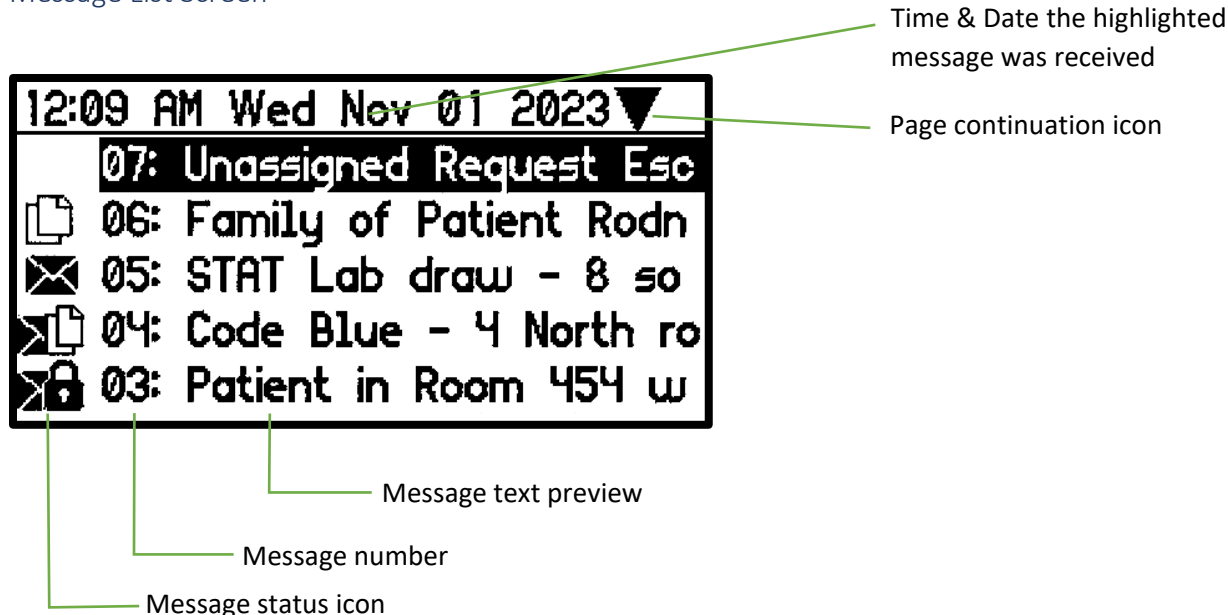 Message List Screen
Time & Date the highlighted
message was received
12:09 AM Wed Nov 01 2023
Page continuation icon
07: Unassigned Request Esc
06: Family of Patient Rodn
05: STAT Lab draw - 8 so
04: Code Blue - 4 North ro
03: Patient in Room 454 w
Message text preview
Message number
Message status icon